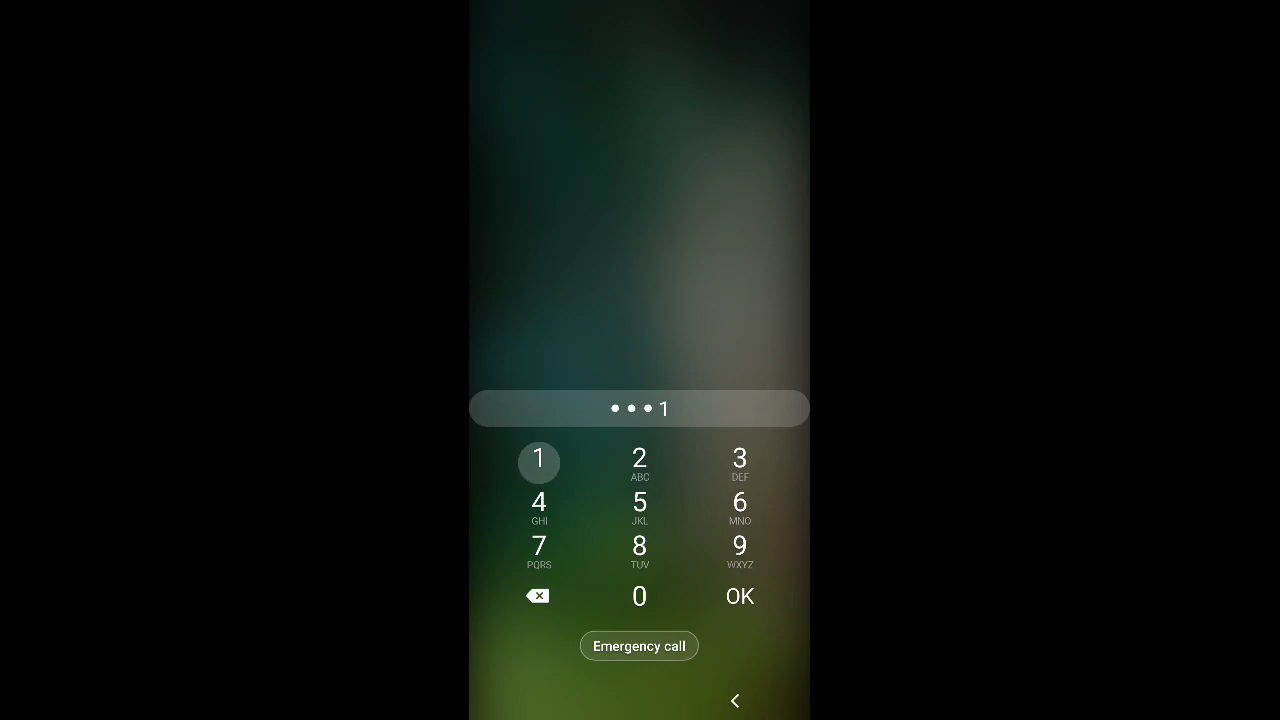 •••1
1 2 3
ABC DEF
4 5 6
GHI JKL MNO
7 8 9
PQRS TUV WXYZ
0 OK
Emergency call